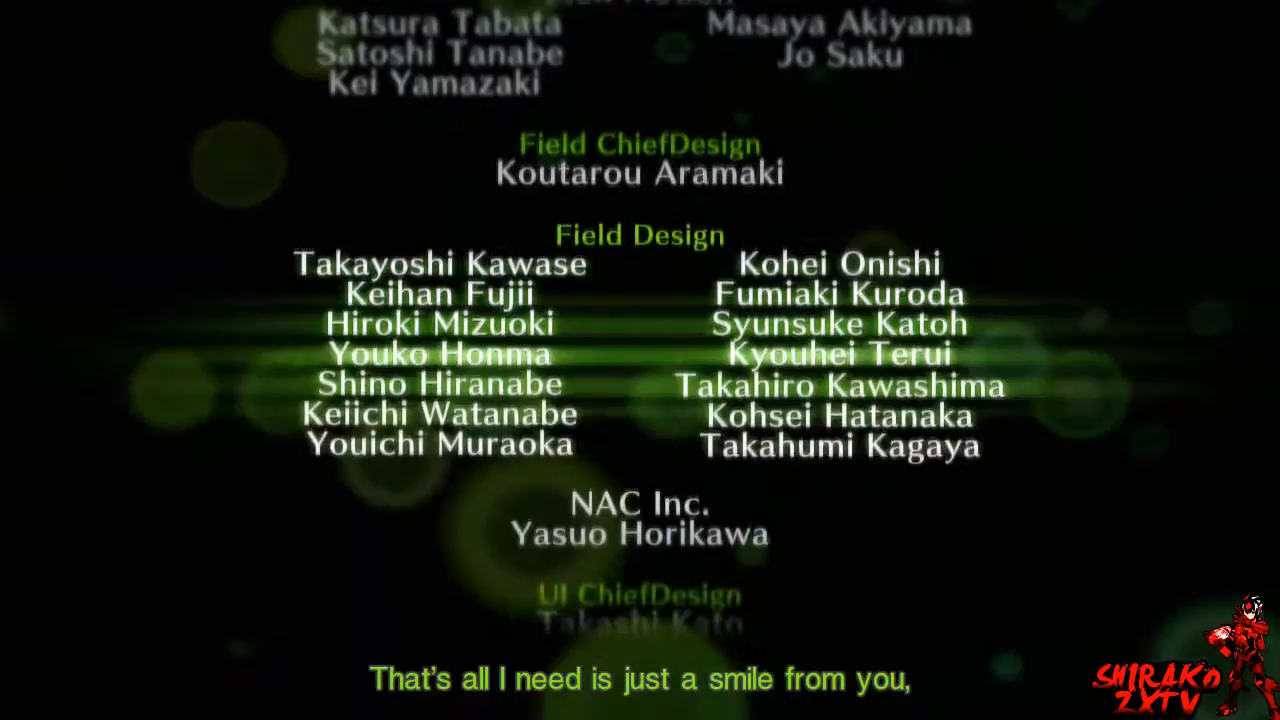 Katsura Tabata
Satoshi Tanabe
Kei Yamazaki
Masaya Akiyama
Jo Saku
Field ChiefDesign
Koutarou Aramaki
Field Design
Takayoshi Kawase
Keihan Fujii
Hiroki Mizuoki
Youko Honma
Shino Hiranabe
Keiichi Watanabe
Youichi Muraoka
Kohei Onishi
Fumiaki Kuroda
Syunsuke Katoh
Kyouhei Terui
Takahiro Kawashima
Kohsei Hatanaka
Takahumi Kagaya
NAC Inc.
Yasuo Horikawa
UI ChiefDesign
Takashi Kato
That's all I need is just a smile from you,
SHIRAKO
ZXTV